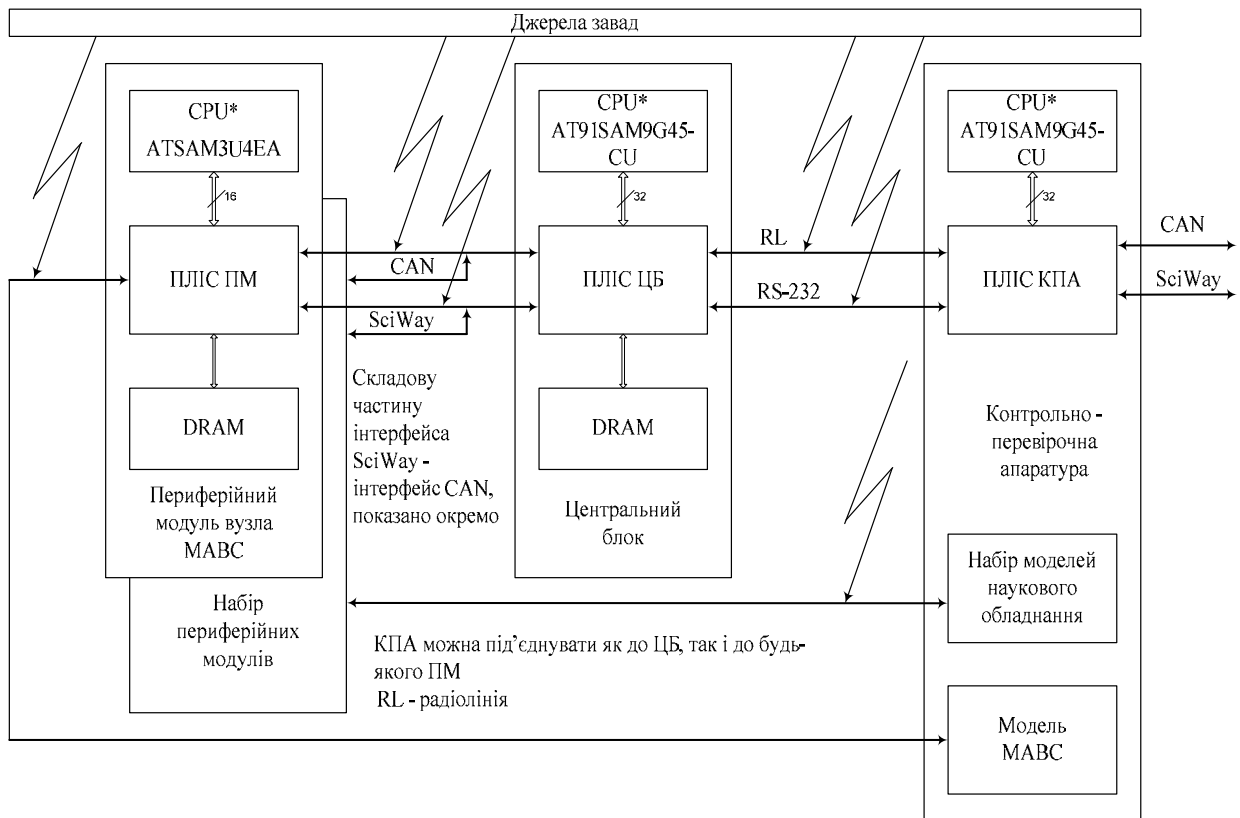 Джерела завад
CPU*
ATSAM3U4EA
16
ПЛІС ПМ
DRAM
Периферійний
модуль вузла
МАВС
Набір
периферійних
модулів
CAN
SciWay
Складову
частину
інтерфейса
SciWay -
інтерфейс CAN,
показано окремо
CPU*
AT91SAM9G45-
CU
32
ПЛІС ЦБ
DRAM
Центральний
блок
RL
RS-232
CPU*
AT91SAM9G45-
CU
32
ПЛІС КПА
CAN
SciWay
Контрольно -
перевірочна
апаратура
Набір моделей
наукового
обладнання
КПА можна під’єднувати як до ЦБ, так і до будь-
якого ПМ
RL - радіолінія
Модель
МАВС